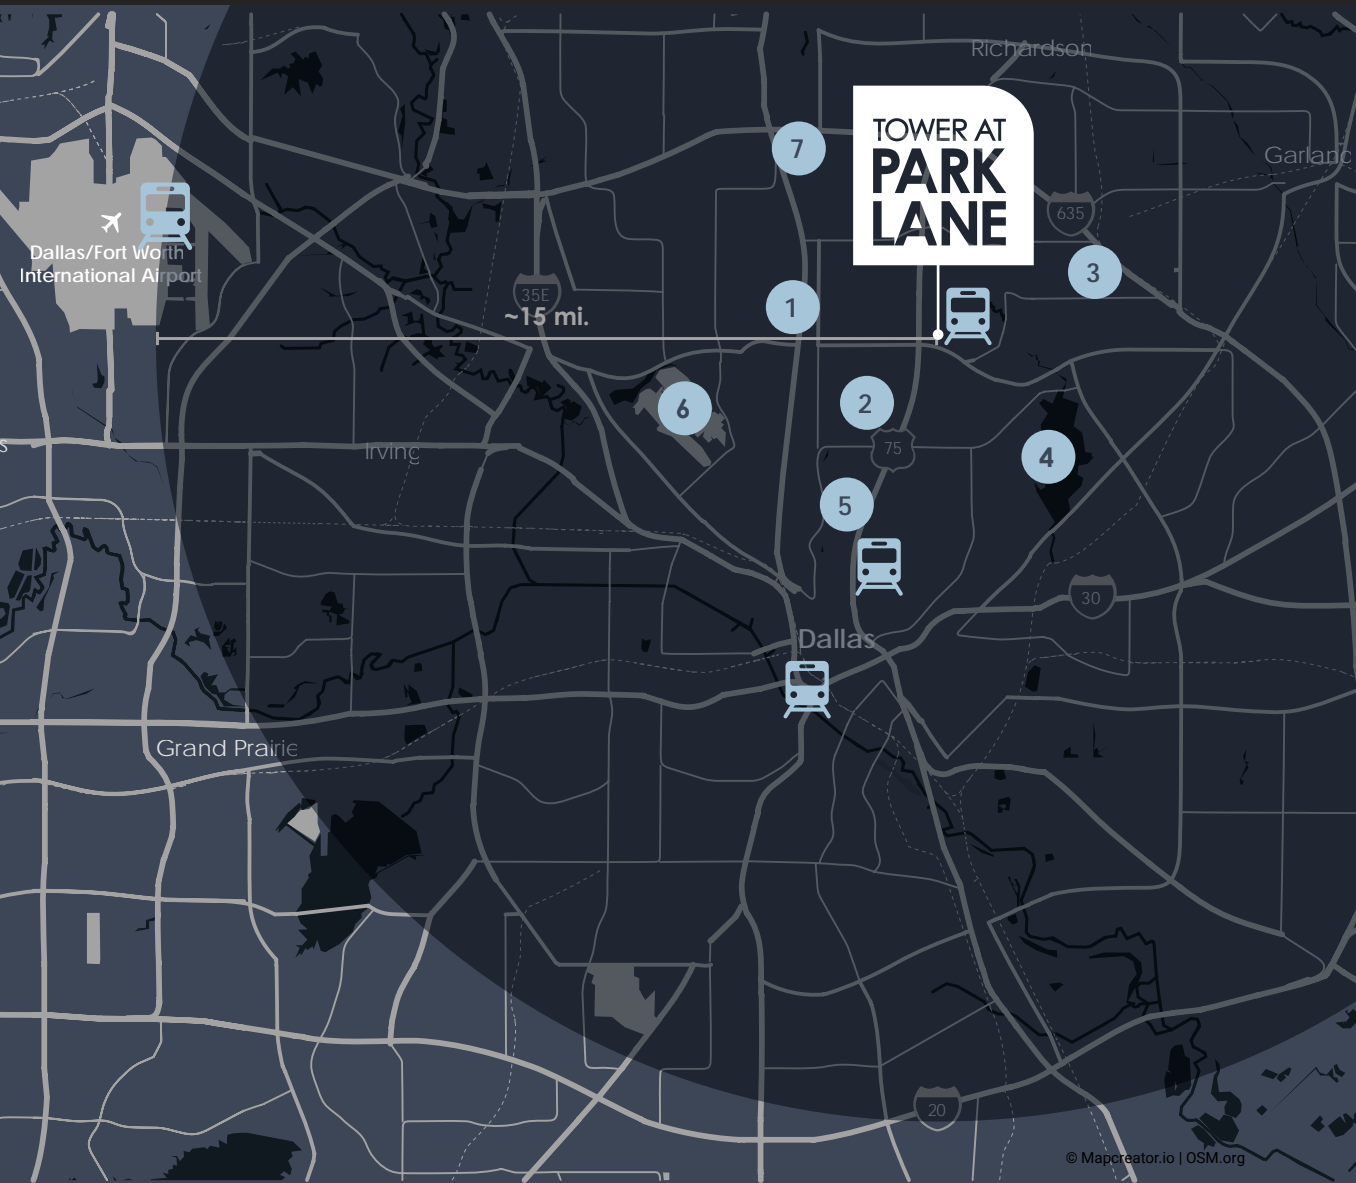 Richardson
TOWER AT
PARK
LANE
7
Garland
635
Dallas/Fort Worth
International Airport
3
35E
~15 mi.
1
6
2
75
4
s
Irving
5
30
Dallas
Grand Prairie
20
© Mapcreator.io | OSM.org